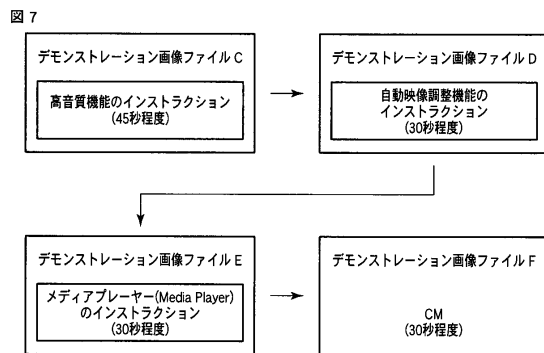 図 7
デモンストレーション画像ファイル C
高音質機能のインストラクション
(45秒程度)
デモンストレーション画像ファイル D
自動映像調整機能の
インストラクション
(30秒程度)
デモンストレーション画像ファイル E
メディアプレーヤー(Media Player)
のインストラクション
(30秒程度)
デモンストレーション画像ファイル F
CM
(30秒程度)